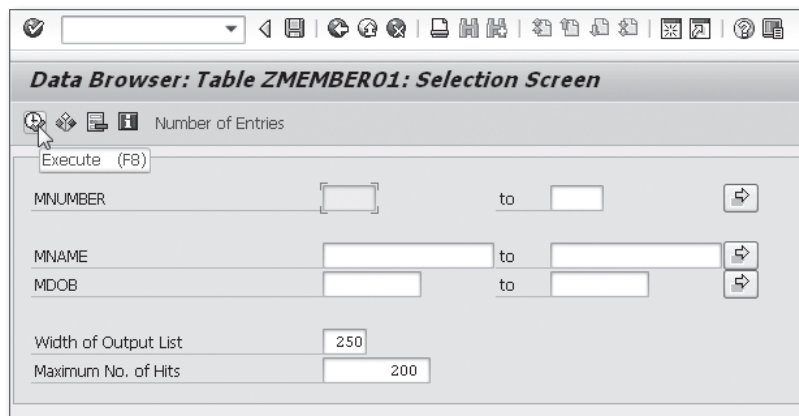 Data Browser: Table ZMEMBER01: Selection Screen
Number of Entries
Execute (F8)
MNUMBER to
MNAME to
MDOB to
Width of Output List 250
Maximum No. of Hits 200